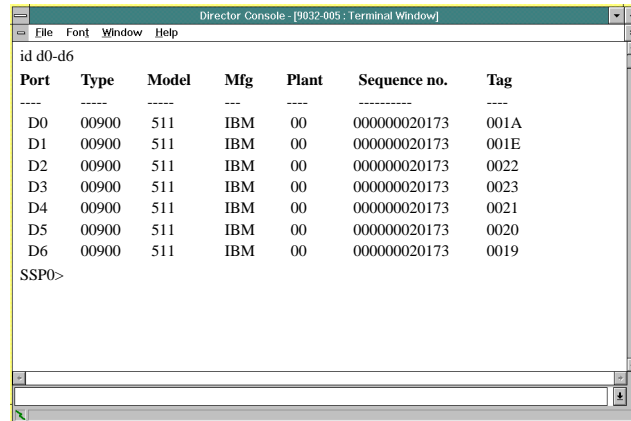 Director Console - [9032-005 : Terminal Window]
File Font Window Help
id d0-d6
Port Type Model Mfg Plant Sequence no. Tag
---- ----- ----- --- ---- ---------- ----
D0 00900 511 IBM 00 000000020173 001A
D1 00900 511 IBM 00 000000020173 001E
D2 00900 511 IBM 00 000000020173 0022
D3 00900 511 IBM 00 000000020173 0023
D4 00900 511 IBM 00 000000020173 0021
D5 00900 511 IBM 00 000000020173 0020
D6 00900 511 IBM 00 000000020173 0019
SSP0>